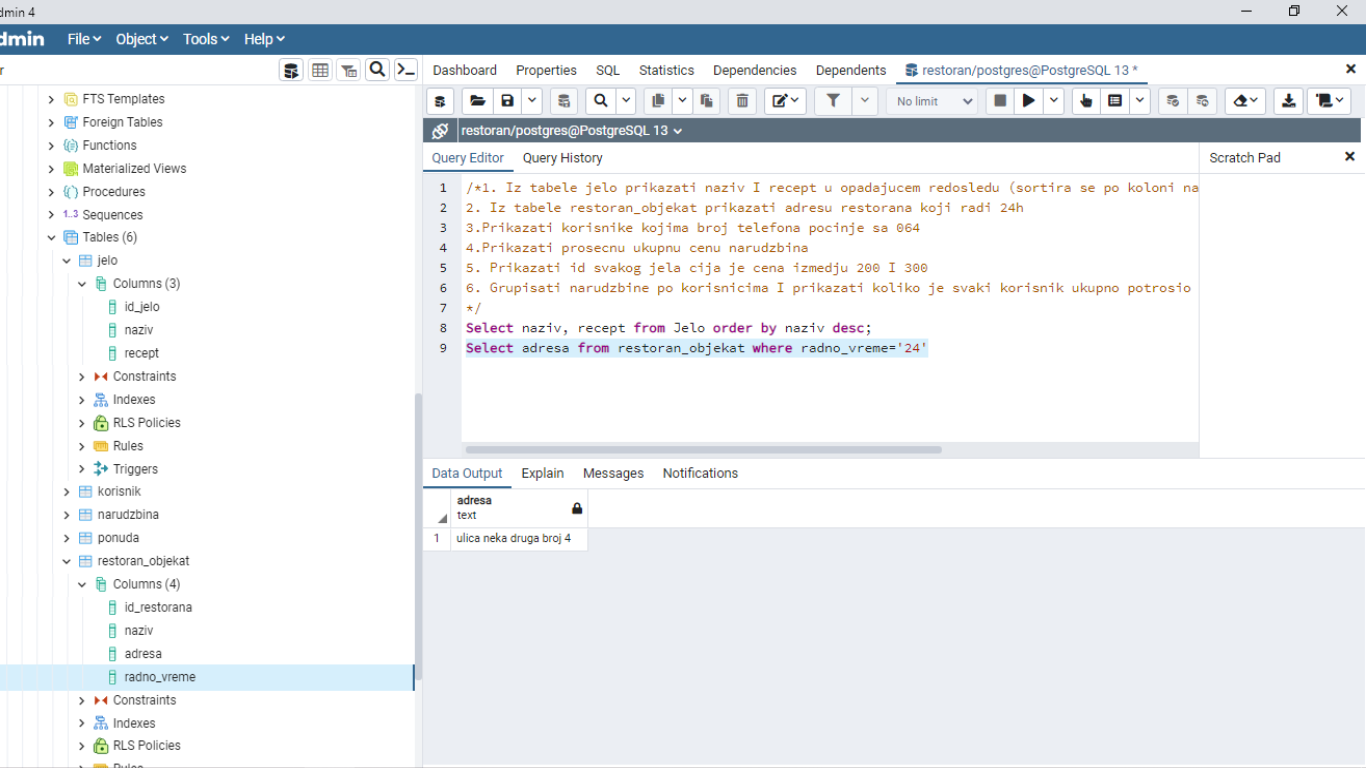 dmin 4
dmin
File Object Tools Help
Dashboard Properties SQL Statistics Dependencies Dependents restoran/postgres@PostgreSQL 13 *
No limit
restoran/postgres@PostgreSQL 13
Query Editor Query History
Scratch Pad
FTS Templates
Foreign Tables
Functions
Materialized Views
Procedures
1..3 Sequences
Tables (6)
jelo
Columns (3)
id_jelo
naziv
recept
Constraints
Indexes
RLS Policies
Rules
Triggers
korisnik
narudzbina
ponuda
restoran_objekat
Columns (4)
id_restorana
naziv
adresa
radno_vreme
Constraints
Indexes
RLS Policies
Rules
1 /*1. Iz tabele jelo prikazati naziv I recept u opadajucem redosledu (sortira se po koloni na
2 2. Iz tabele restoran_objekat prikazati adresu restorana koji radi 24h
3 3.Prikazati korisnike kojima broj telefona pocinje sa 064
4 4.Prikazati prosecnu ukupnu cenu narudzbina
5 5. Prikazati id svakog jela cija je cena izmedju 200 I 300
6 6. Grupisati narudzbine po korisnicima I prikazati koliko je svaki korisnik ukupno potrosio
7 */
8 Select naziv, recept from Jelo order by naziv desc;
9 Select adresa from restoran_objekat where radno_vreme='24'
Data Output Explain Messages Notifications
adresa
text
1 ulica neka druga broj 4